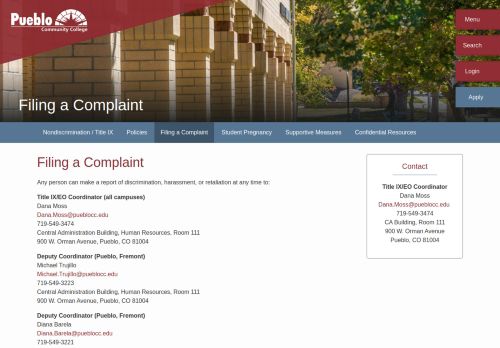 Pueblo
Community College
Menu
Search
Login
Apply
Filing a Complaint
Nondiscrimination / Title IX
Policies
Filing a Complaint
Student Pregnancy
Supportive Measures
Confidential Resources
Filing a Complaint
Any person can make a report of discrimination, harassment, or retaliation at any time to:
Title IX/EO Coordinator (all campuses)
Dana Moss
Dana.Moss@pueblocc.edu
719-549-3474
Central Administration Building, Human Resources, Room 111
900 W. Orman Avenue, Pueblo, CO 81004
Deputy Coordinator (Pueblo, Fremont)
Michael Trujillo
Michael.Trujillo@pueblocc.edu
719-549-3223
Central Administration Building, Human Resources, Room 111
900 W. Orman Avenue, Pueblo, CO 81004
Deputy Coordinator (Pueblo, Fremont)
Diana Barela
Diana.Barela@pueblocc.edu
719-549-3221
Contact
Title IX/EO Coordinator
Dana Moss
Dana.Moss@pueblocc.edu
719-549-3474
CA Building, Room 111
900 W. Orman Avenue
Pueblo, CO 81004